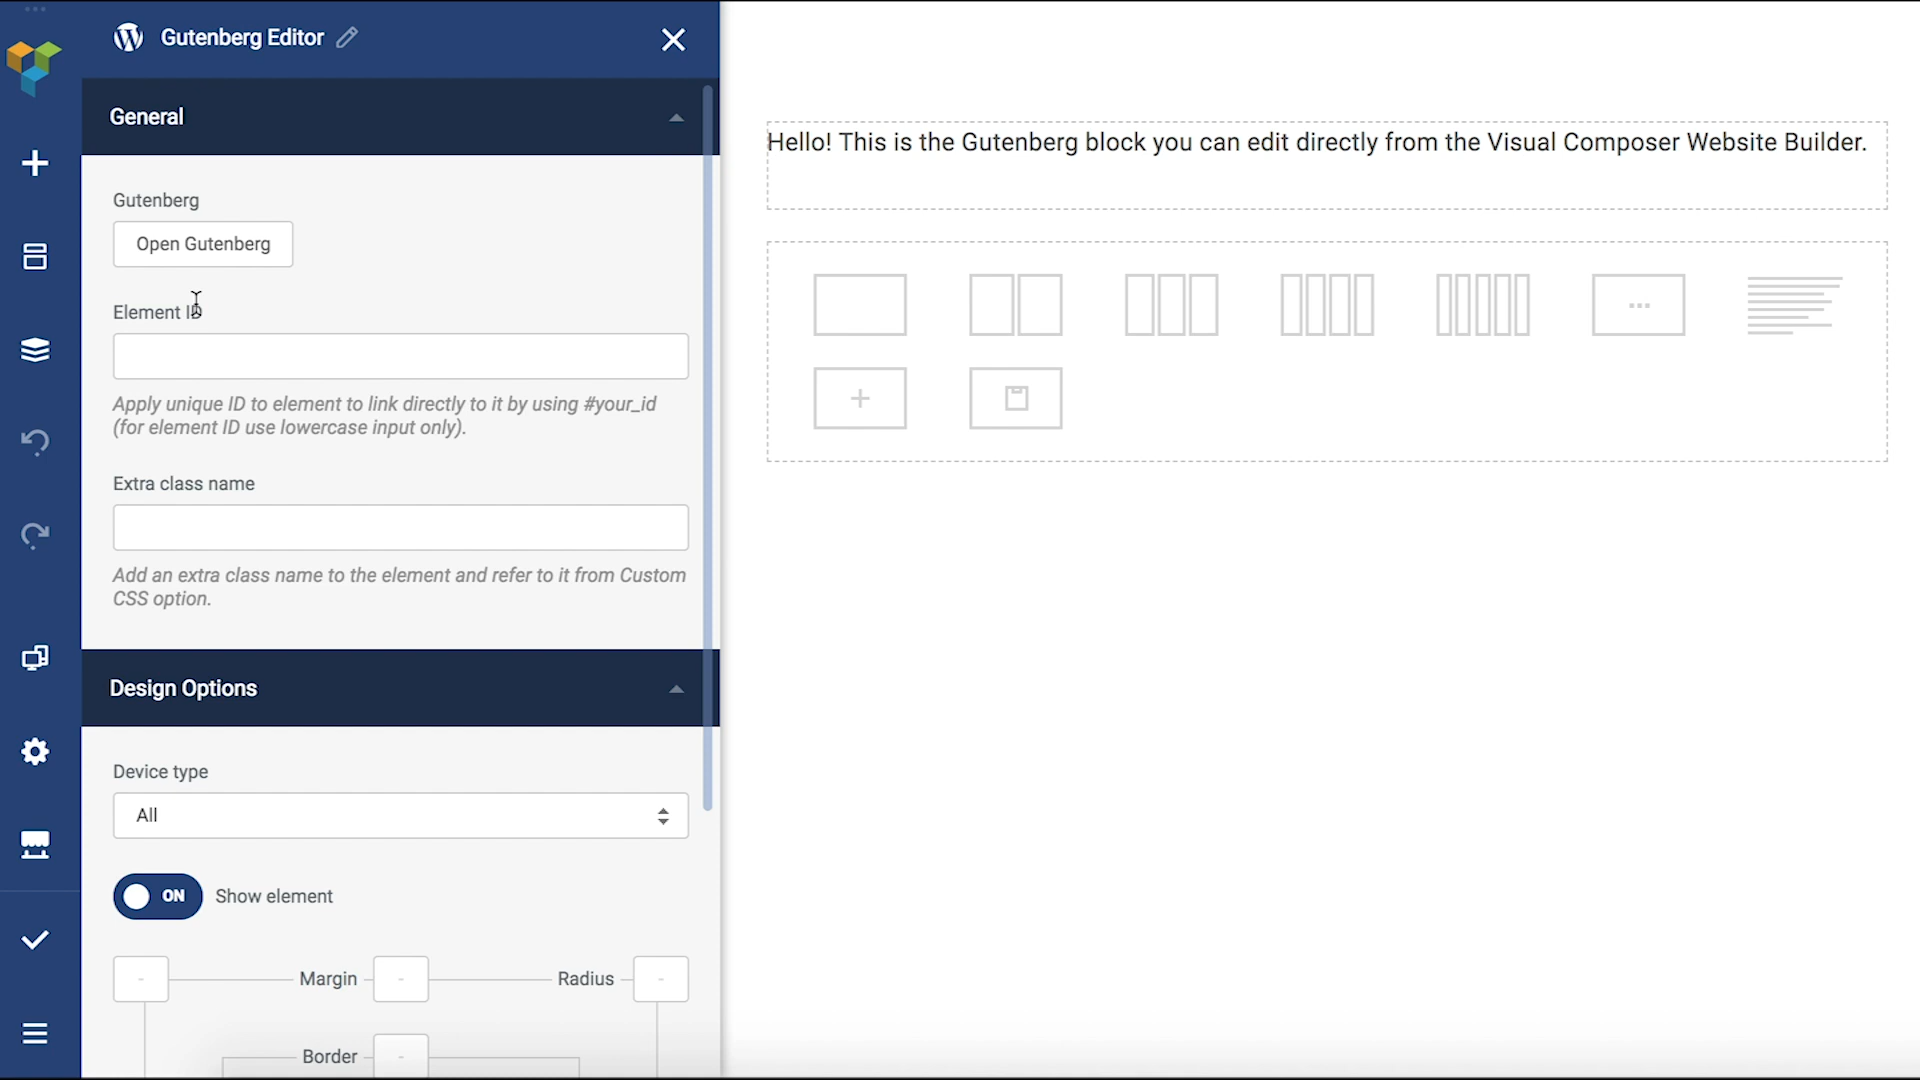 Gutenberg Editor
General
Gutenberg
Open Gutenberg
Element ID
Apply unique ID to element to link directly to it by using #your_id
(for element ID use lowercase input only).
Extra class name
Add an extra class name to the element and refer to it from Custom
CSS option.
Design Options
Device type
All
ON Show element
- Margin - Radius -
Border -
Hello! This is the Gutenberg block you can edit directly from the Visual Composer Website Builder.